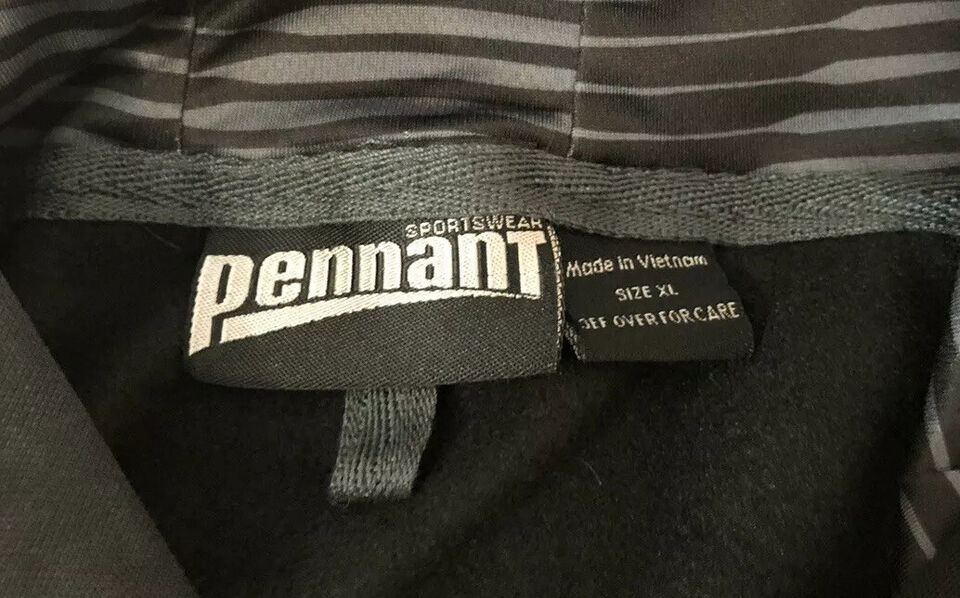 SPORTSWEAR
pennant
Made in Vietnam
SIZE XL
SEE OVER FOR CARE